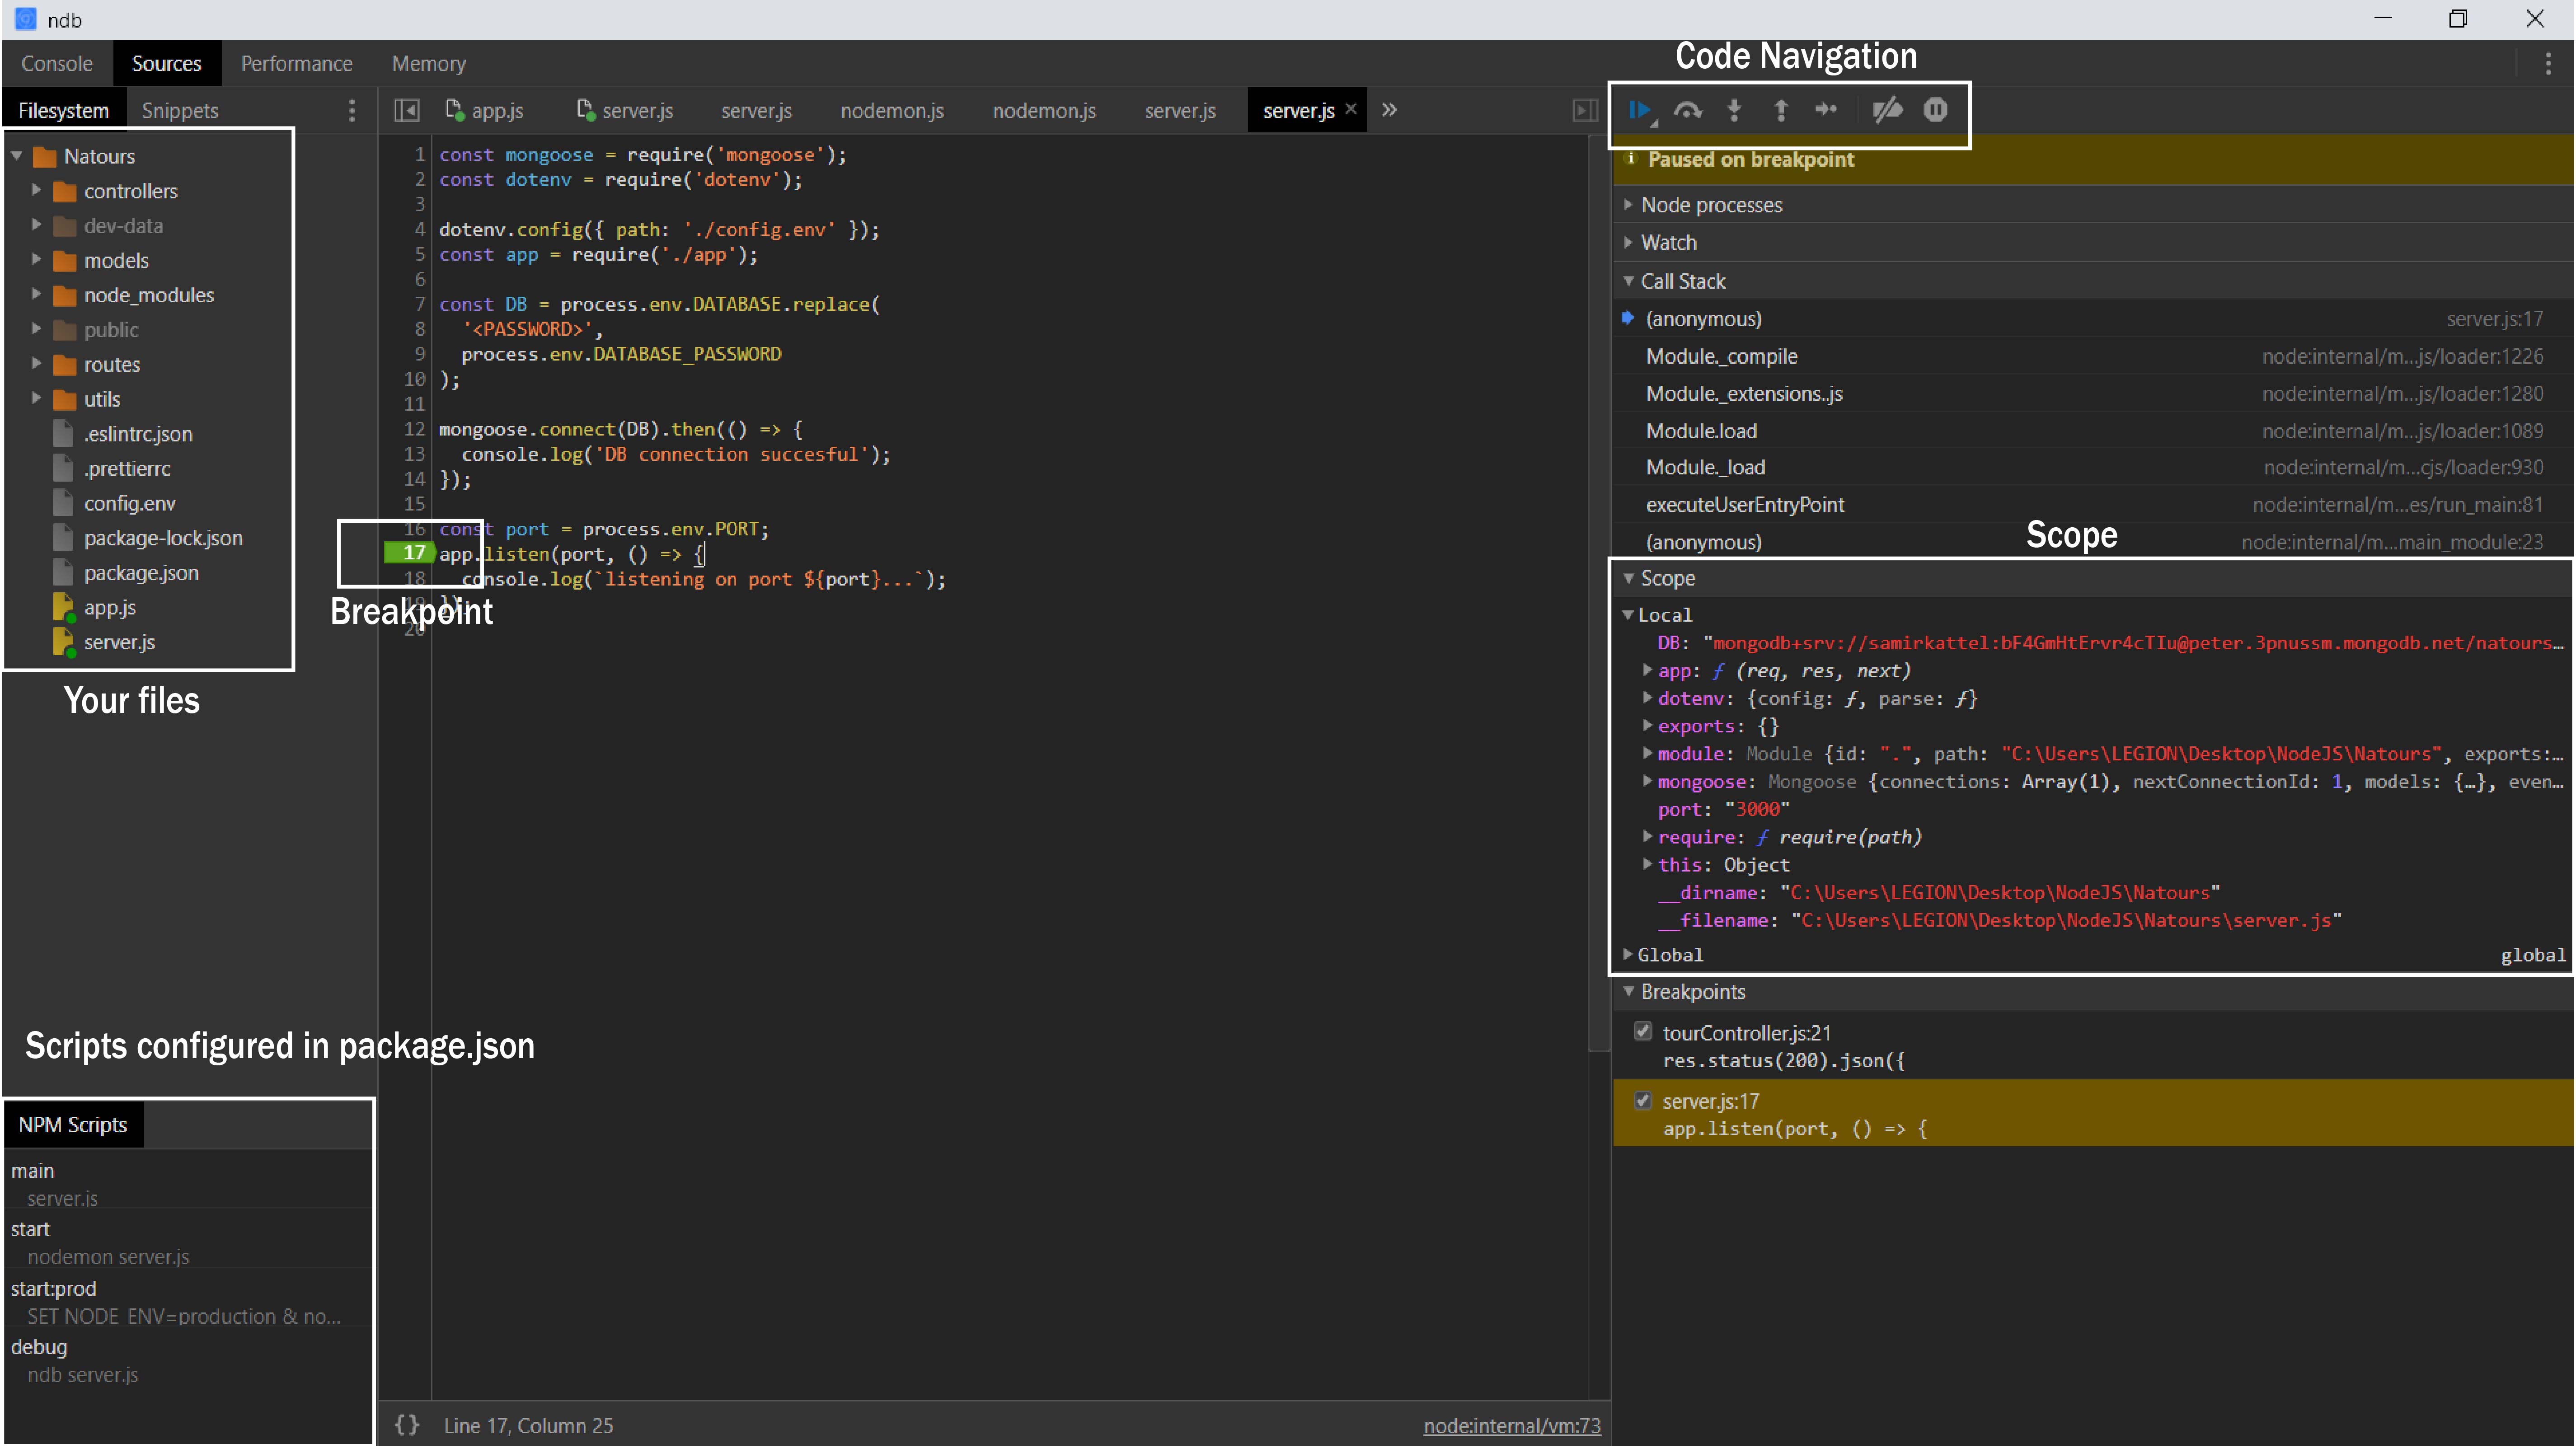 ndb
Console Sources Performance Memory
Code Navigation
Filesystem Snippets
app.js server.js server.js nodemon.js nodemon.js server.js server.js × »
Natours
controllers
dev-data
models
node_modules
public
routes
utils
.eslintrc.json
.prettierrc
config.env
package-lock.json
package.json
app.js
server.js
Your files
Scripts configured in package.json
NPM Scripts
main
server.js
start
nodemon server.js
start:prod
SET NODE_ENV=production & no...
debug
ndb server.js
1 const mongoose = require('mongoose');
2 const dotenv = require('dotenv');
3
4 dotenv.config({ path: './config.env' });
5 const app = require('./app');
6
7 const DB = process.env.DATABASE.replace(
8 '<PASSWORD>',
9 process.env.DATABASE_PASSWORD
10 );
11
12 mongoose.connect(DB).then(() => {
13 console.log('DB connection succesful');
14 });
15
16 const port = process.env.PORT;
17 app.listen(port, () => {
18 console.log(`listening on port ${port}...`);
19 });
Breakpoint
20
{} Line 17, Column 25 node:internal/vm:73
Paused on breakpoint
Node processes
Watch
Call Stack
(anonymous) server.js:17
Module._compile node:internal/m...js/loader:1226
Module._extensions..js node:internal/m...js/loader:1280
Module.load node:internal/m...js/loader:1089
Module._load node:internal/m...cjs/loader:930
executeUserEntryPoint node:internal/m...es/run_main:81
Scope
(anonymous) node:internal/m...main_module:23
Scope
Local
DB: "mongodb+srv://samirkattel:bF4GmHtErvr4cTIu@peter.3pnussm.mongodb.net/natours…
app: ƒ (req, res, next)
dotenv: {config: ƒ, parse: ƒ}
exports: {}
module: Module {id: ".", path: "C:\Users\LEGION\Desktop\NodeJS\Natours", exports:…
mongoose: Mongoose {connections: Array(1), nextConnectionId: 1, models: {…}, even…
port: "3000"
require: ƒ require(path)
this: Object
__dirname: "C:\Users\LEGION\Desktop\NodeJS\Natours"
__filename: "C:\Users\LEGION\Desktop\NodeJS\Natours\server.js"
Global global
Breakpoints
tourController.js:21
res.status(200).json({
server.js:17
app.listen(port, () => {